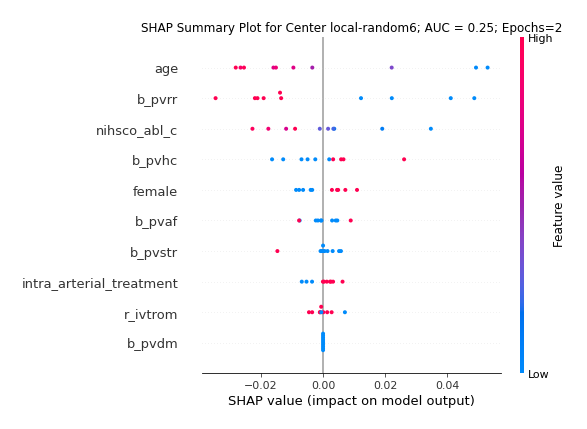 SHAP Summary Plot for Center local-random6; AUC = 0.25; Epochs=2
High
age
b_pvrr
nihsco_abl_c
b_pvhc
female
b_pvaf
b_pvstr
intra_arterial_treatment
r_ivtrom
b_pvdm
Feature value
Low
−0.02 0.00 0.02 0.04
SHAP value (impact on model output)